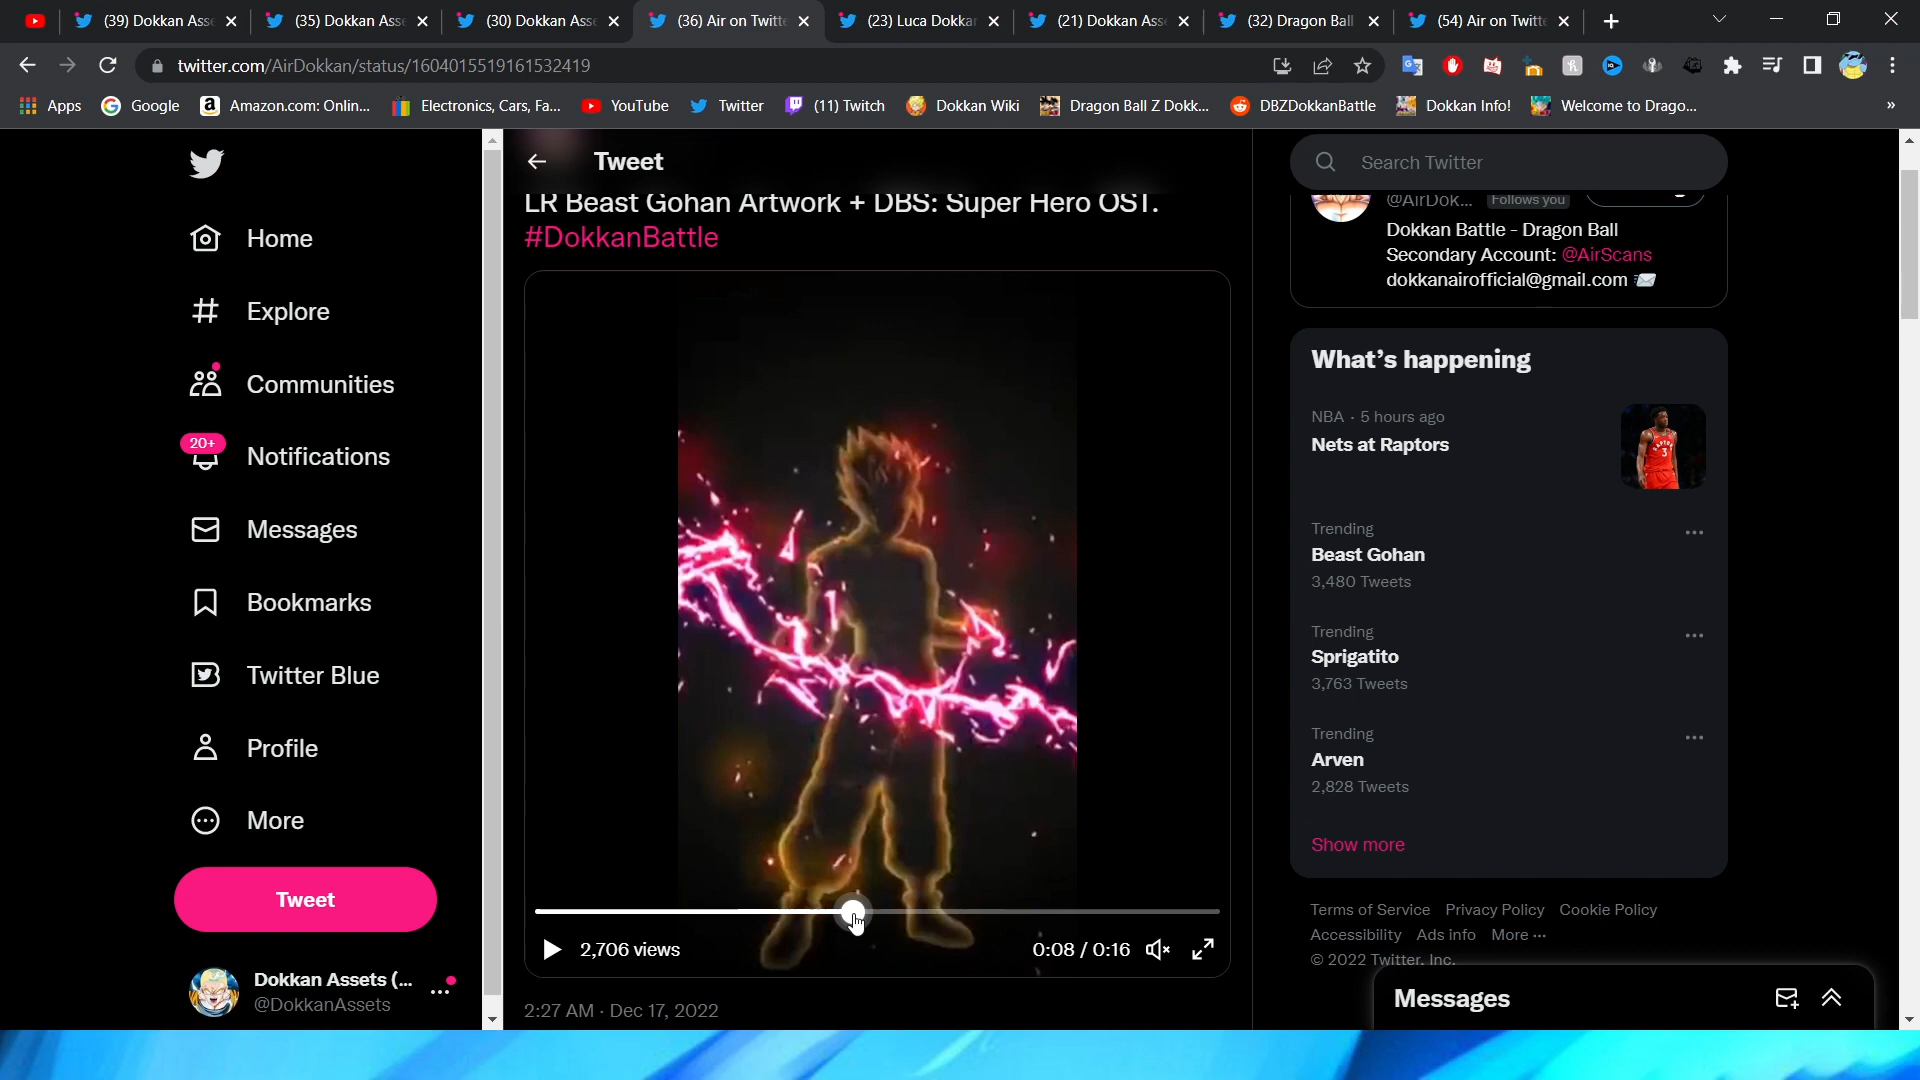 (39) Dokkan Asse
(35) Dokkan Asse
(30) Dokkan Asse
(36) Air on Twitte
(23) Luca Dokkan
(21) Dokkan Asse
(32) Dragon Ball
(54) Air on Twitte
twitter.com/AirDokkan/status/1604015519161532419
Apps
Google
Amazon.com: Onlin...
Electronics, Cars, Fa...
YouTube
Twitter
(11) Twitch
Dokkan Wiki
Dragon Ball Z Dokk...
DBZDokkanBattle
Dokkan Info!
Welcome to Drago...
»
Home
Explore
Communities
20+
Notifications
Messages
Bookmarks
Twitter Blue
Profile
More
Tweet
Dokkan Assets (...
@DokkanAssets
Tweet
LR Beast Gohan Artwork + DBS: Super Hero OST.
#DokkanBattle
2,706 views
0:08 / 0:16
2:27 AM · Dec 17, 2022
Search Twitter
@AirDok... Follows you
Dokkan Battle - Dragon Ball
Secondary Account: @AirScans
dokkanairofficial@gmail.com
What's happening
NBA · 5 hours ago
Nets at Raptors
Trending
Beast Gohan
3,480 Tweets
Trending
Sprigatito
3,763 Tweets
Trending
Arven
2,828 Tweets
Show more
Terms of Service Privacy Policy Cookie Policy
Accessibility Ads info More ...
© 2022 Twitter, Inc.
Messages